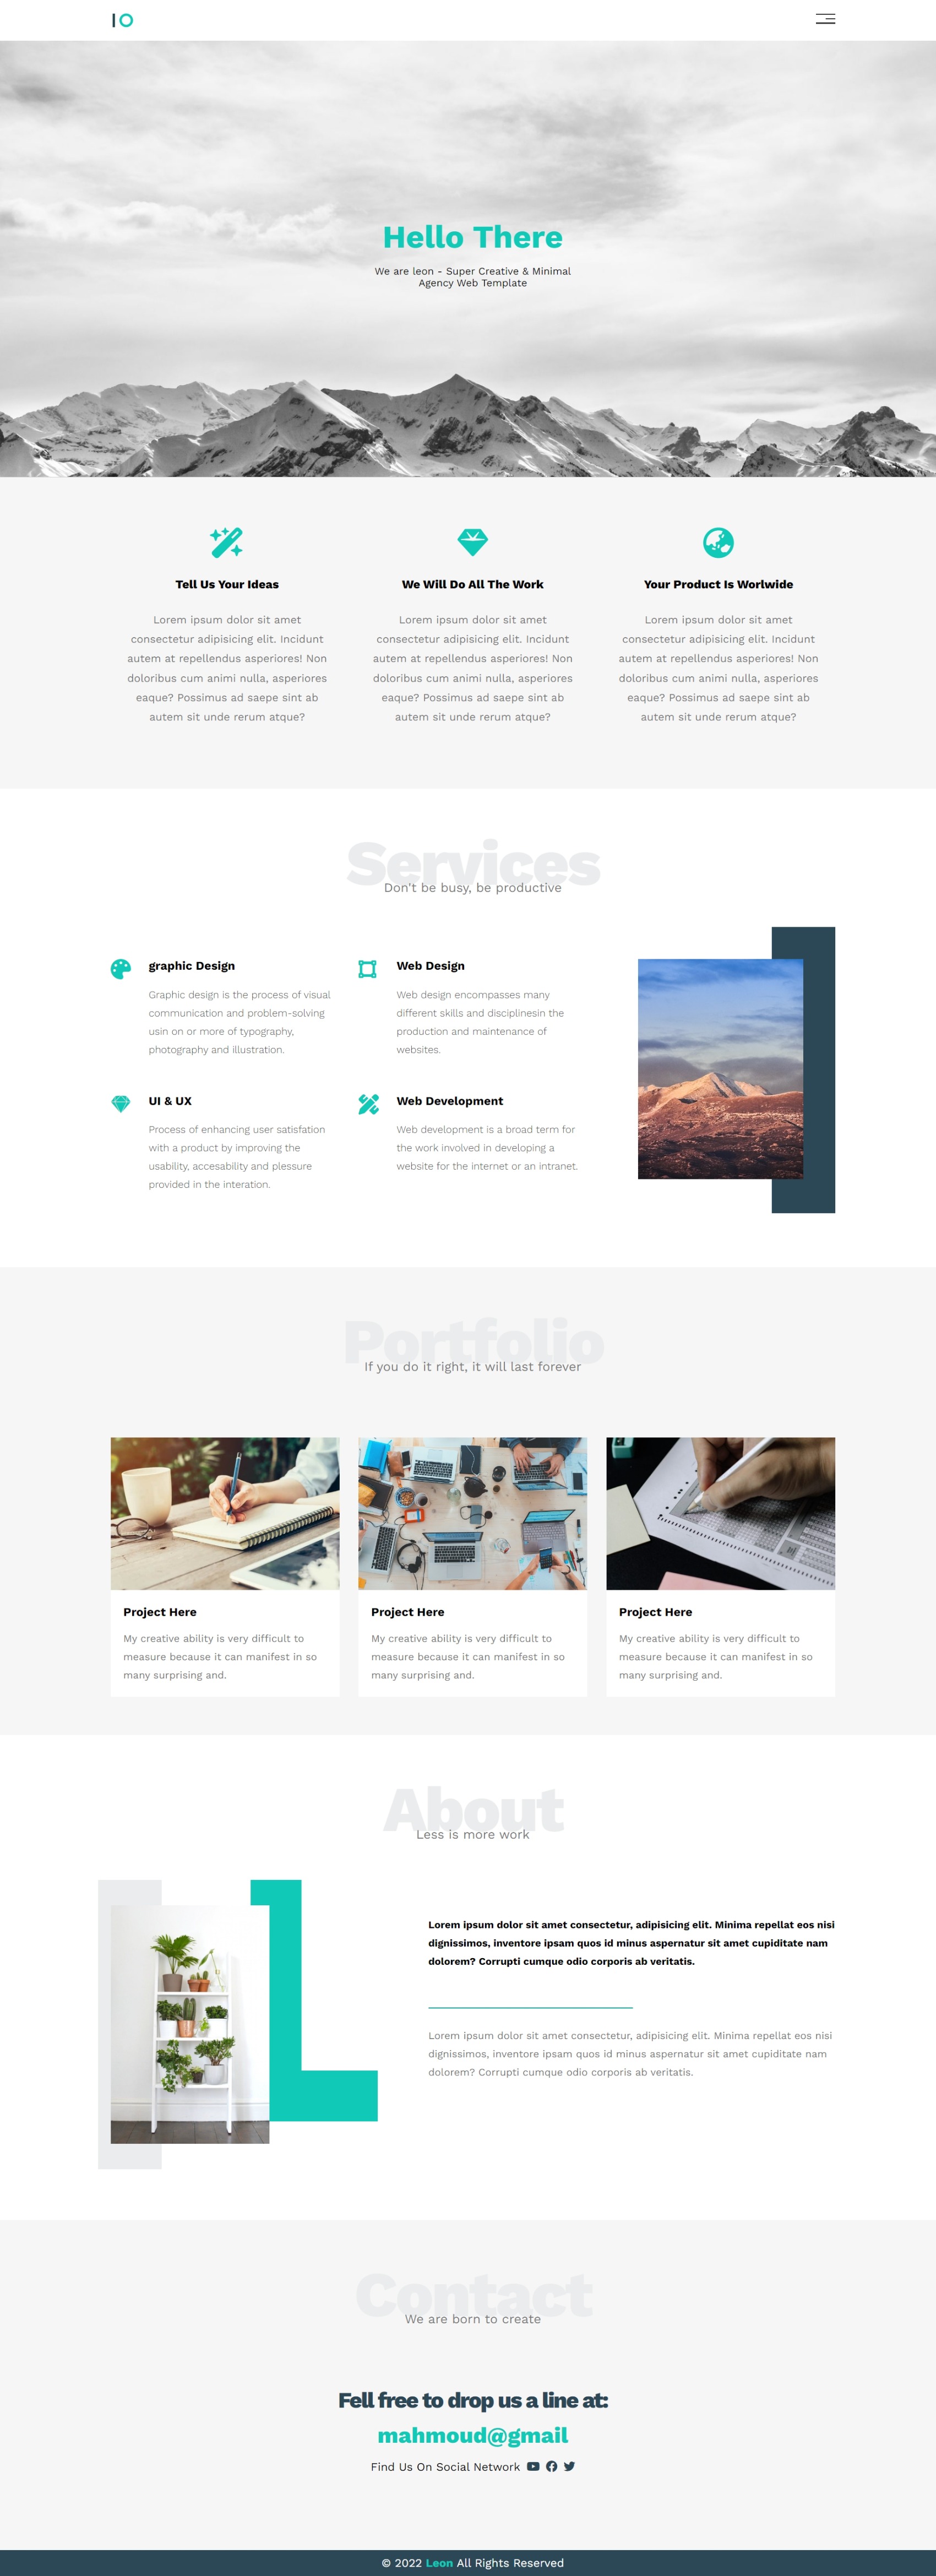 Hello There
We are leon - Super Creative & Minimal
Agency Web Template
Tell Us Your Ideas
Lorem ipsum dolor sit amet
consectetur adipisicing elit. Incidunt
autem at repellendus asperiores! Non
doloribus cum animi nulla, asperiores
eaque? Possimus ad saepe sint ab
autem sit unde rerum atque?
We Will Do All The Work
Lorem ipsum dolor sit amet
consectetur adipisicing elit. Incidunt
autem at repellendus asperiores! Non
doloribus cum animi nulla, asperiores
eaque? Possimus ad saepe sint ab
autem sit unde rerum atque?
Your Product Is Worlwide
Lorem ipsum dolor sit amet
consectetur adipisicing elit. Incidunt
autem at repellendus asperiores! Non
doloribus cum animi nulla, asperiores
eaque? Possimus ad saepe sint ab
autem sit unde rerum atque?
Services
Don't be busy, be productive
graphic Design
Graphic design is the process of visual
communication and problem-solving
usin on or more of typography,
photography and illustration.
Web Design
Web design encompasses many
different skills and disciplinesin the
production and maintenance of
websites.
UI & UX
Process of enhancing user satisfation
with a product by improving the
usability, accesability and plessure
provided in the interation.
Web Development
Web development is a broad term for
the work involved in developing a
website for the internet or an intranet.
Portfolio
If you do it right, it will last forever
Project Here
My creative ability is very difficult to
measure because it can manifest in so
many surprising and.
Project Here
My creative ability is very difficult to
measure because it can manifest in so
many surprising and.
Project Here
My creative ability is very difficult to
measure because it can manifest in so
many surprising and.
About
Less is more work
Lorem ipsum dolor sit amet consectetur, adipisicing elit. Minima repellat eos nisi
dignissimos, inventore ipsam quos id minus aspernatur sit amet cupiditate nam
dolorem? Corrupti cumque odio corporis ab veritatis.
Lorem ipsum dolor sit amet consectetur, adipisicing elit. Minima repellat eos nisi
dignissimos, inventore ipsam quos id minus aspernatur sit amet cupiditate nam
dolorem? Corrupti cumque odio corporis ab veritatis.
Contact
We are born to create
Fell free to drop us a line at:
mahmoud@gmail
Find Us On Social Network
© 2022 Leon All Rights Reserved